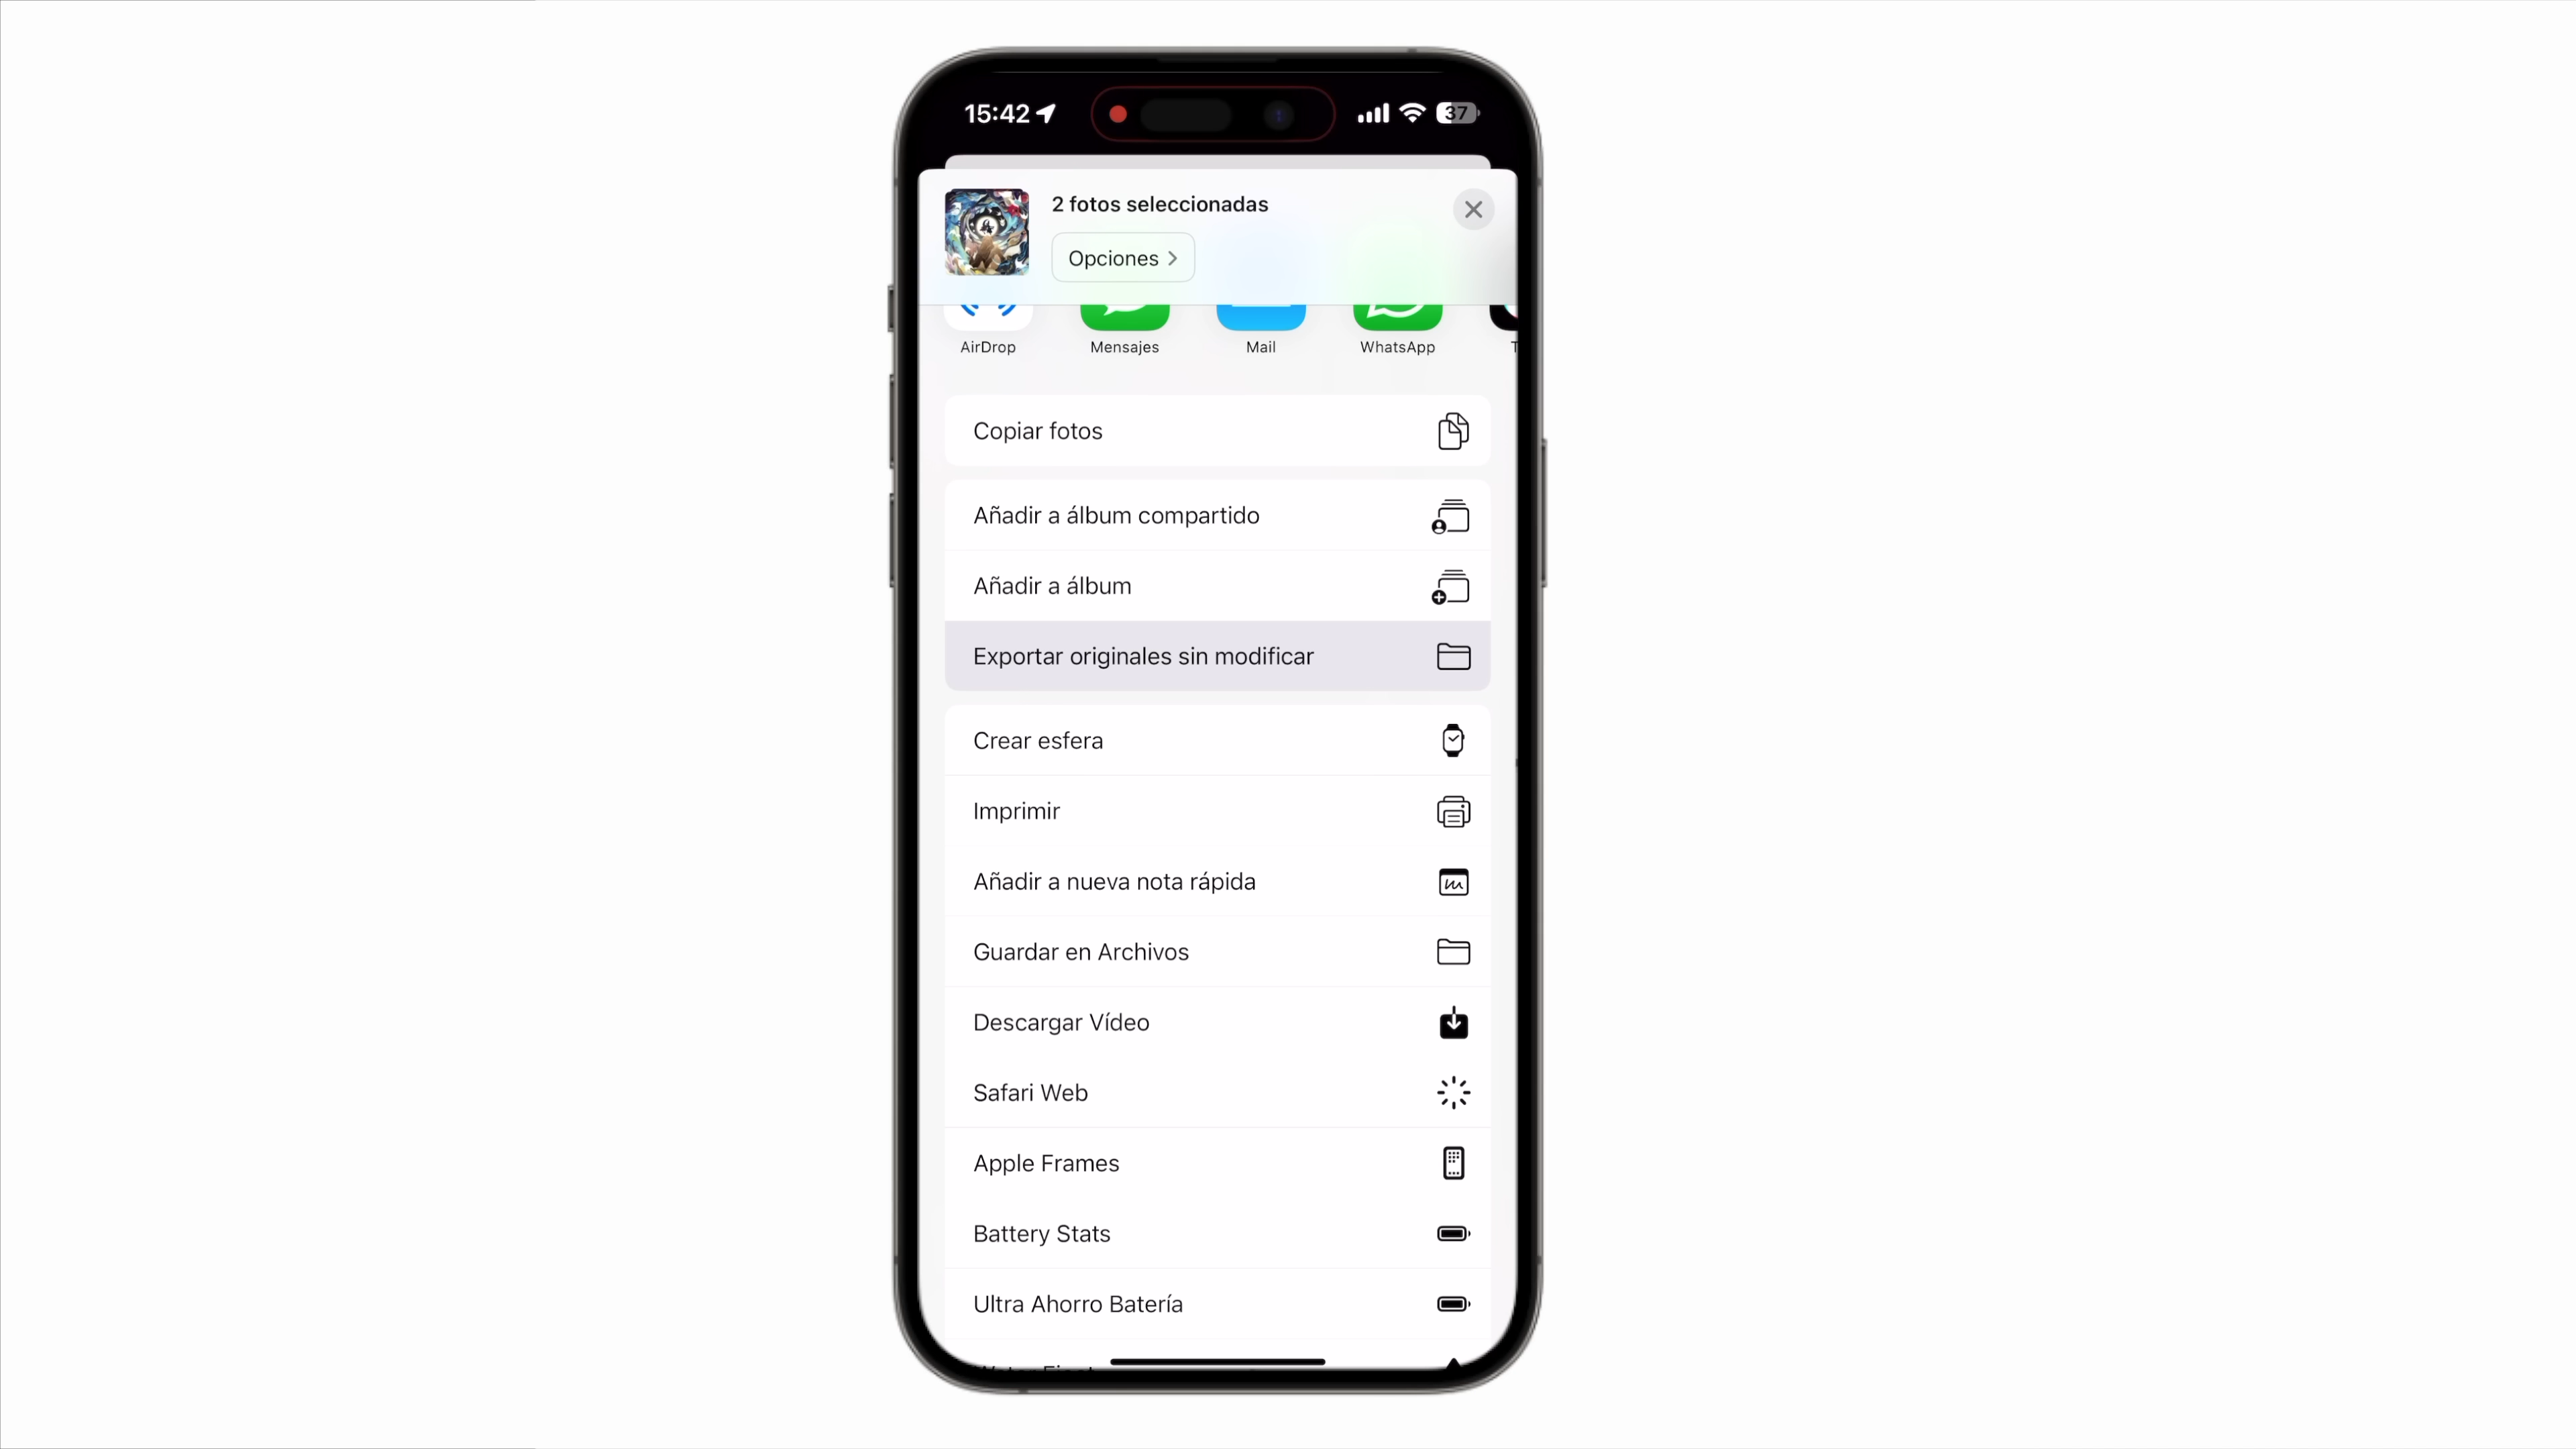 15:42
37
2 fotos seleccionadas
Opciones
AirDrop
Mensajes
Mail
WhatsApp
Copiar fotos
Añadir a álbum compartido
Añadir a álbum
Exportar originales sin modificar
Crear esfera
Imprimir
Añadir a nueva nota rápida
Guardar en Archivos
Descargar Vídeo
Safari Web
Apple Frames
Battery Stats
Ultra Ahorro Batería